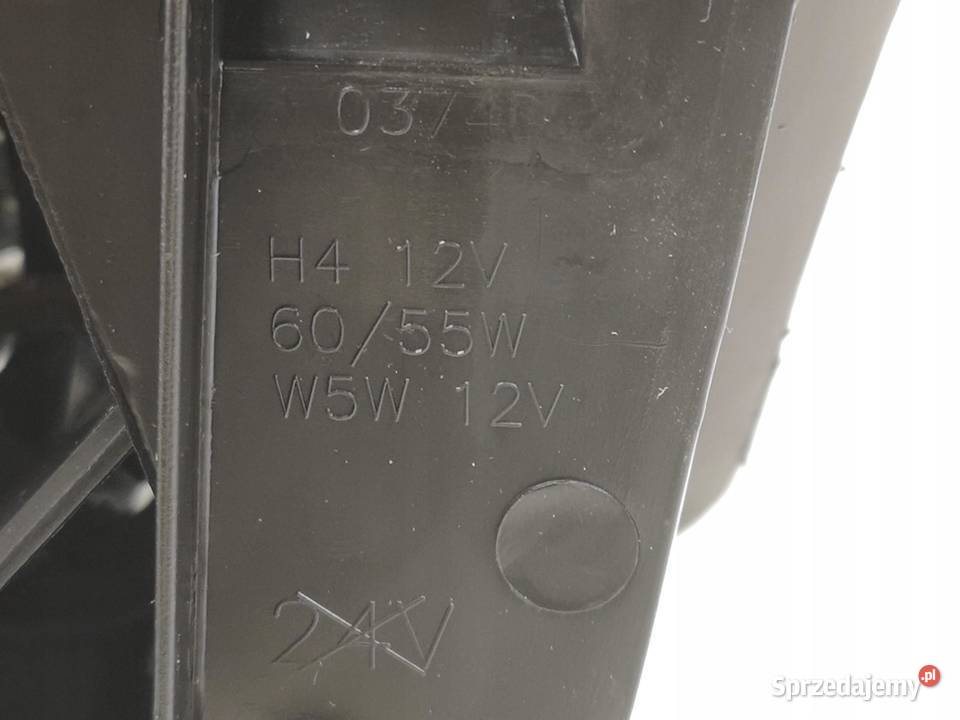 H4 12V
60/55W
W5W 12V
24V
Sprzedajemy.pl